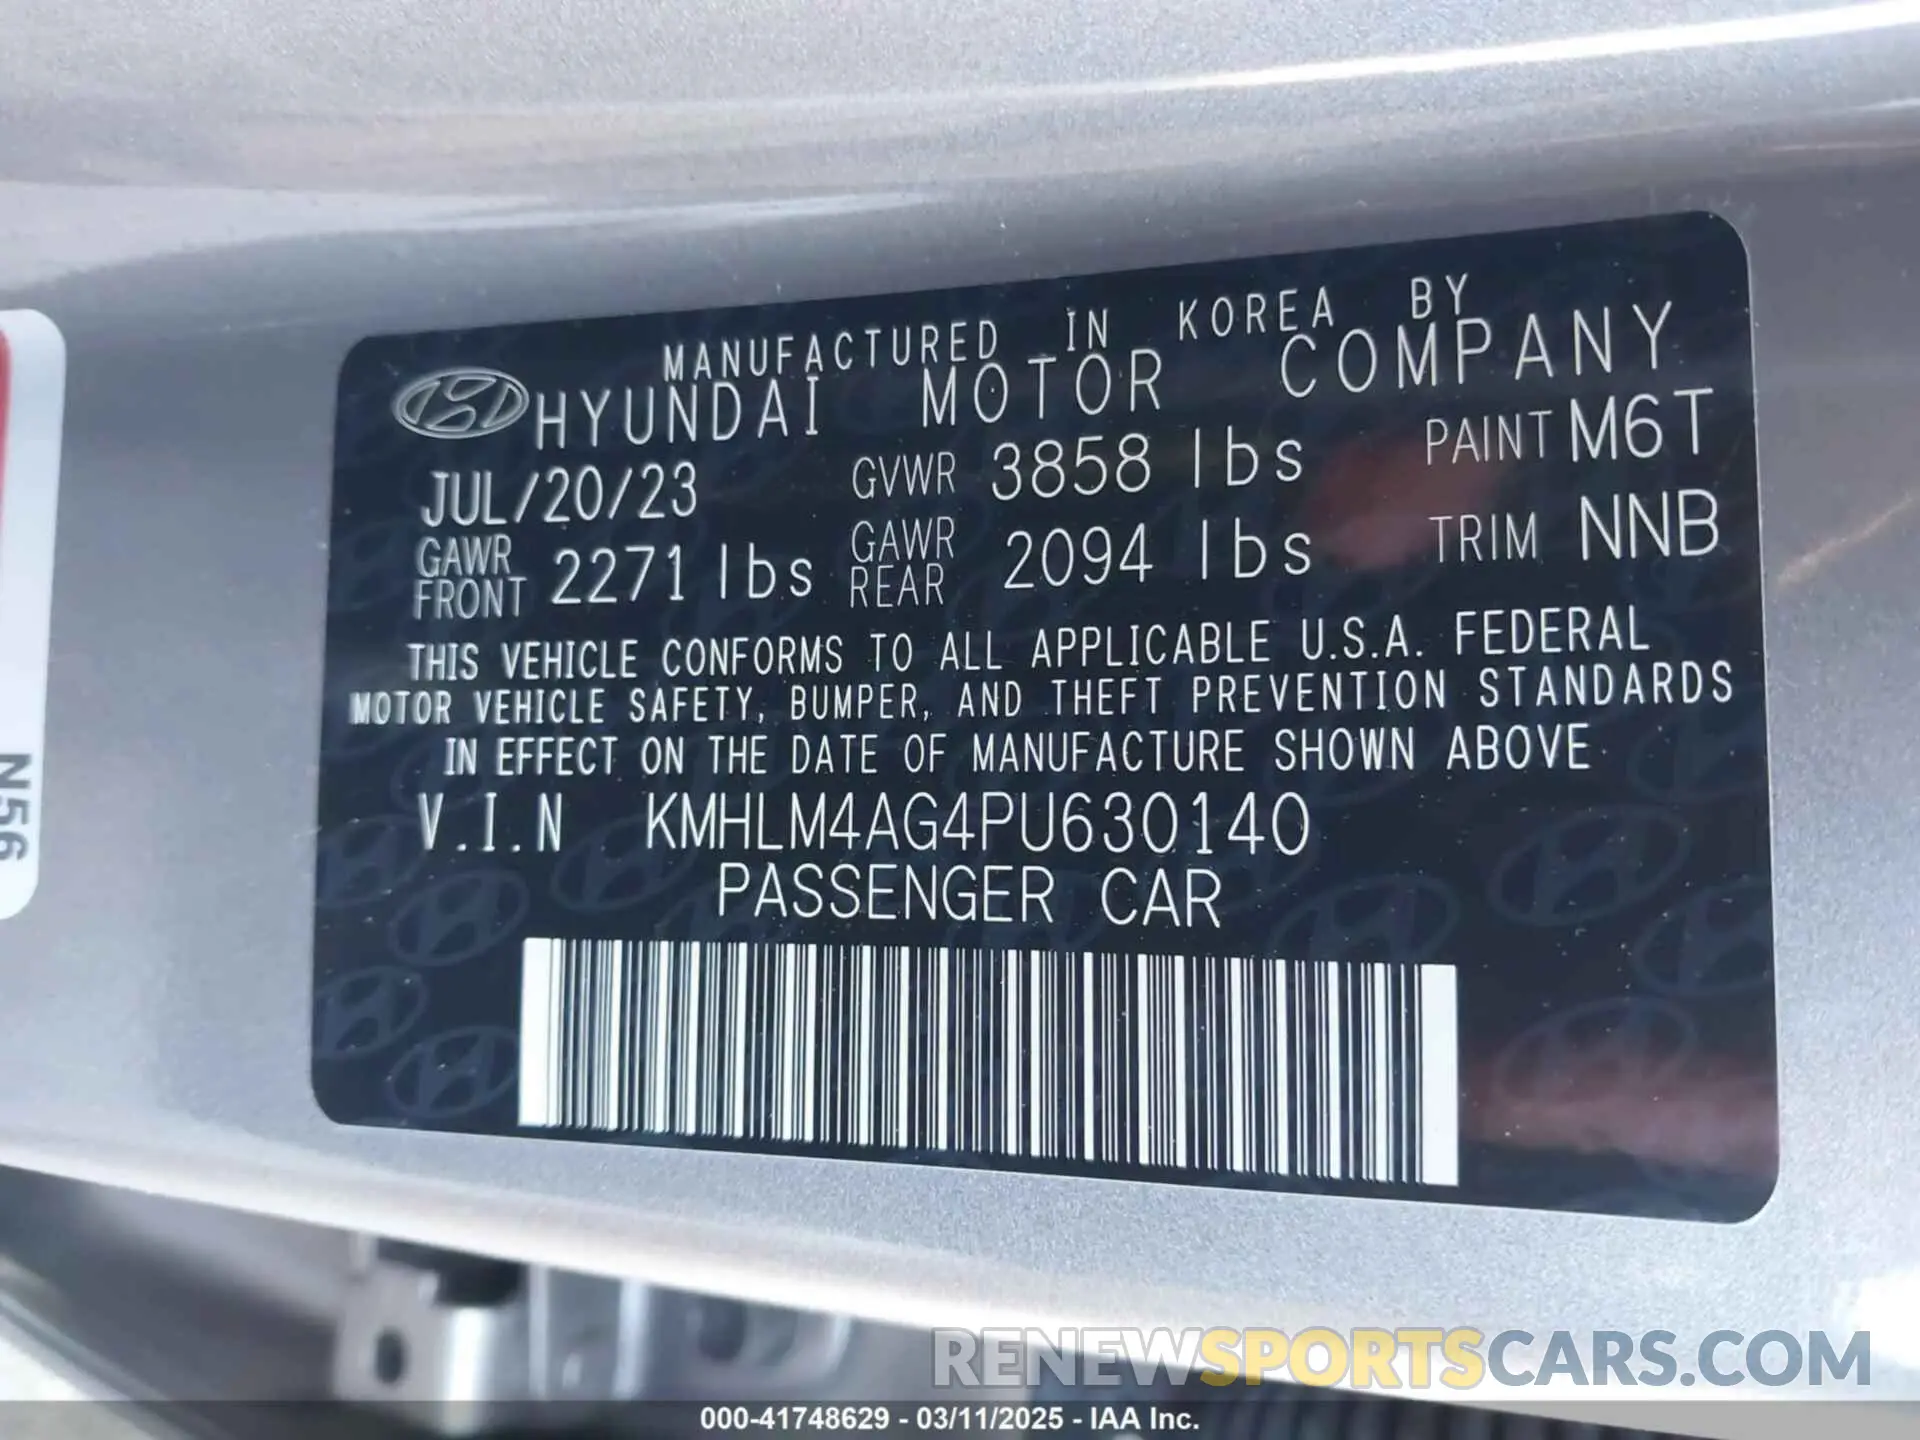 MANUFACTURED IN KOREA BY
HYUNDAI MOTOR COMPANY
JUL/20/23 GVWR 3858 lbs PAINT M6T
GAWR FRONT 2271 lbs GAWR REAR 2094 lbs TRIM NNB
THIS VEHICLE CONFORMS TO ALL APPLICABLE U.S.A. FEDERAL
MOTOR VEHICLE SAFETY, BUMPER, AND THEFT PREVENTION STANDARDS
IN EFFECT ON THE DATE OF MANUFACTURE SHOWN ABOVE
V.I.N KMHLM4AG4PU630140
PASSENGER CAR
N56
RENEWSPORTSCARS.COM
000-41748629 - 03/11/2025 - IAA Inc.